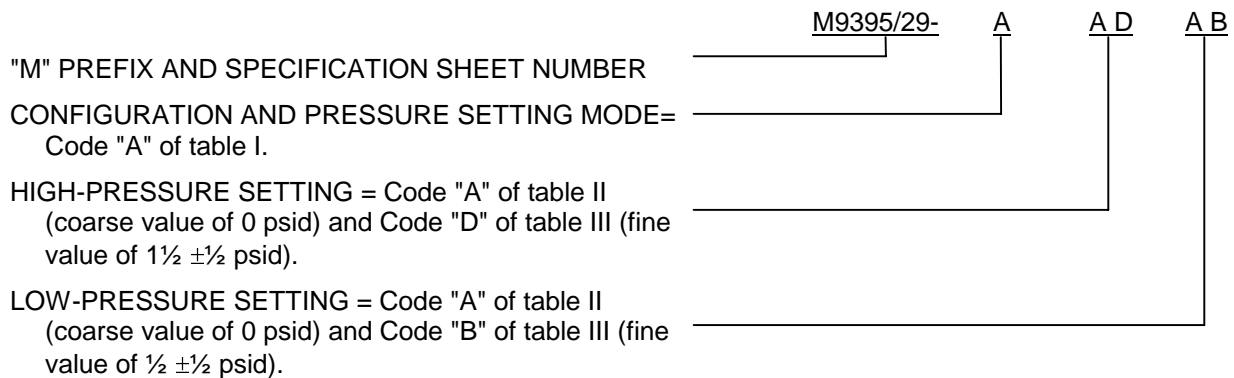 M9395/29- A A D A B
"M" PREFIX AND SPECIFICATION SHEET NUMBER
CONFIGURATION AND PRESSURE SETTING MODE=
Code "A" of table I.
HIGH-PRESSURE SETTING = Code "A" of table II
(coarse value of 0 psid) and Code "D" of table III (fine
value of 1½ ±½ psid).
LOW-PRESSURE SETTING = Code "A" of table II
(coarse value of 0 psid) and Code "B" of table III (fine
value of ½ ±½ psid).